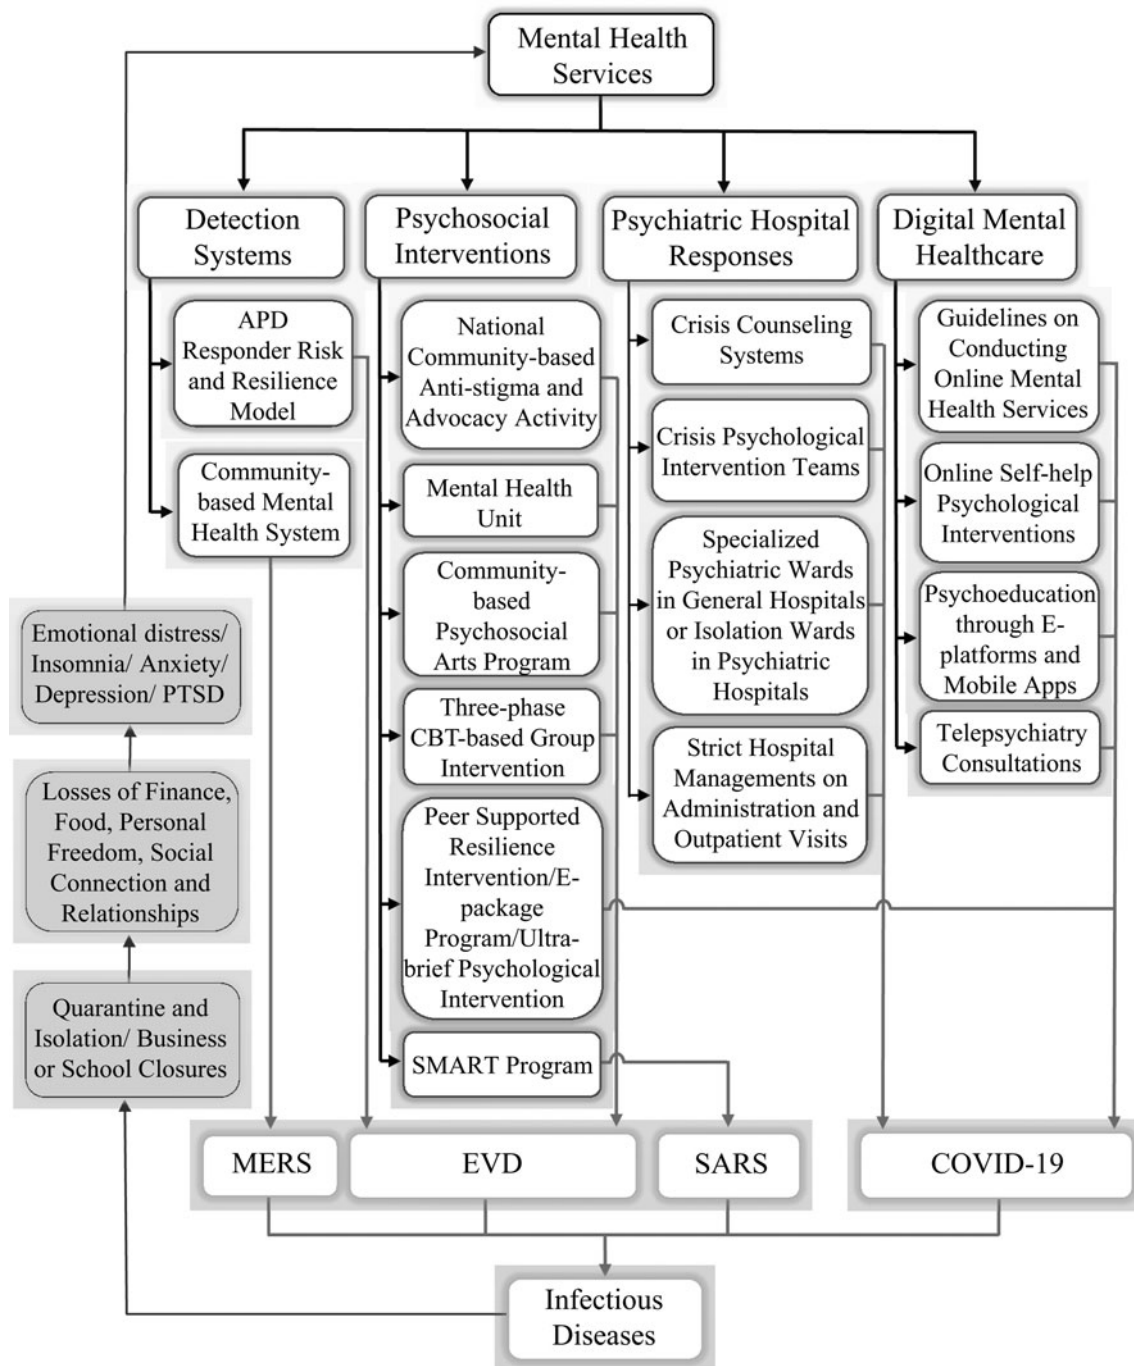 Mental Health
Services
Detection
Systems
APD
Responder Risk
and Resilience
Model
Community-
based Mental
Health System
Psychosocial
Interventions
National
Community-based
Anti-stigma and
Advocacy Activity
Mental Health
Unit
Community-
based
Psychosocial
Arts Program
Three-phase
CBT-based Group
Intervention
Peer Supported
Resilience
Intervention/E-
package
Program/Ultra-
brief Psychological
Intervention
SMART Program
Psychiatric Hospital
Responses
Crisis Counseling
Systems
Crisis Psychological
Intervention Teams
Specialized
Psychiatric Wards
in General Hospitals
or Isolation Wards
in Psychiatric
Hospitals
Strict Hospital
Managements on
Administration and
Outpatient Visits
Digital Mental
Healthcare
Guidelines on
Conducting
Online Mental
Health Services
Online Self-help
Psychological
Interventions
Psychoeducation
through E-
platforms and
Mobile Apps
Telepsychiatry
Consultations
Emotional distress/
Insomnia/ Anxiety/
Depression/ PTSD
Losses of Finance,
Food, Personal
Freedom, Social
Connection and
Relationships
Quarantine and
Isolation/ Business
or School Closures
MERS
EVD
SARS
COVID-19
Infectious
Diseases